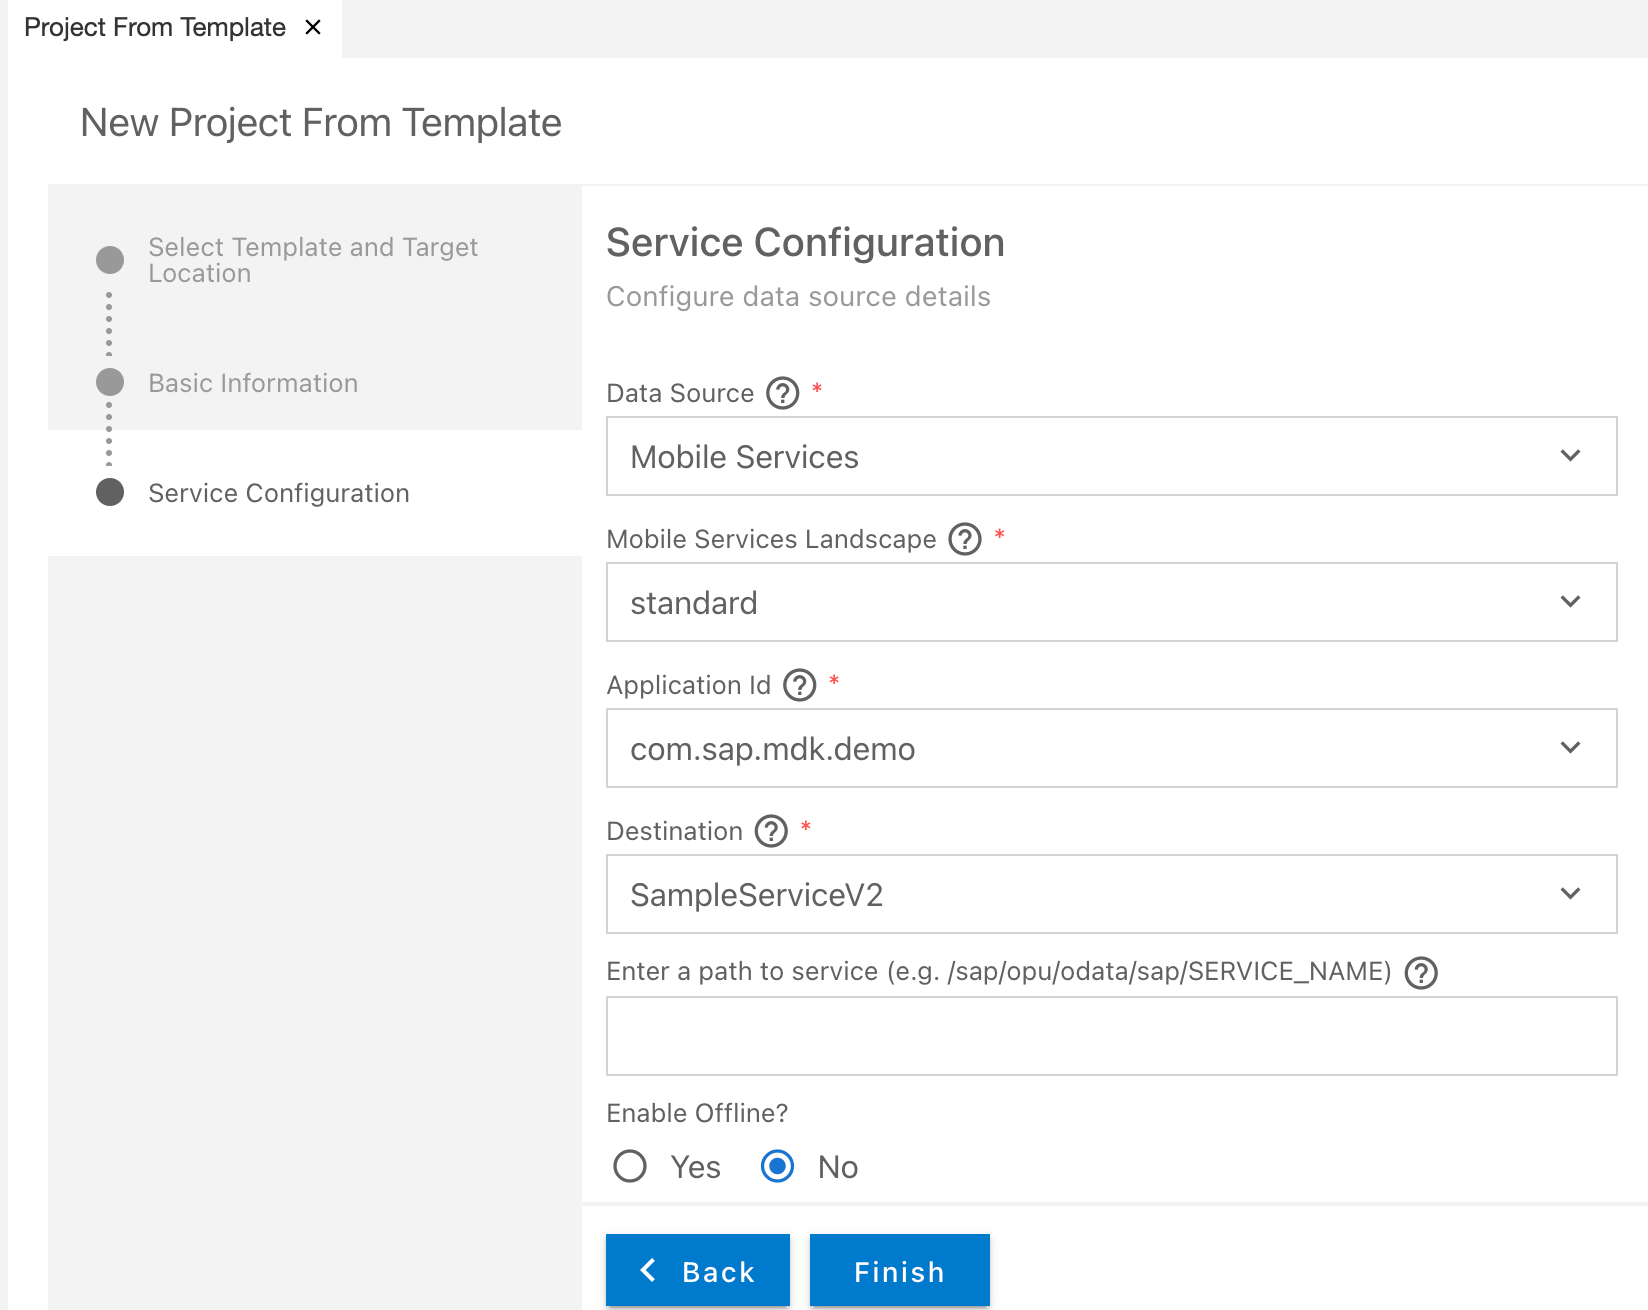 Project From Template ×
New Project From Template
Select Template and Target
Location
Basic Information
Service Configuration
Service Configuration
Configure data source details
Data Source ? *
Mobile Services
Mobile Services Landscape ? *
standard
Application Id ? *
com.sap.mdk.demo
Destination ? *
SampleServiceV2
Enter a path to service (e.g. /sap/opu/odata/sap/SERVICE_NAME) ?
Enable Offline?
Yes No
Back Finish